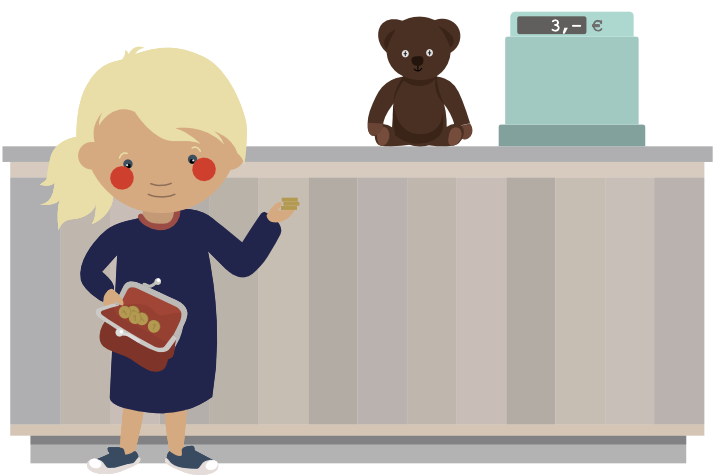 3,- €